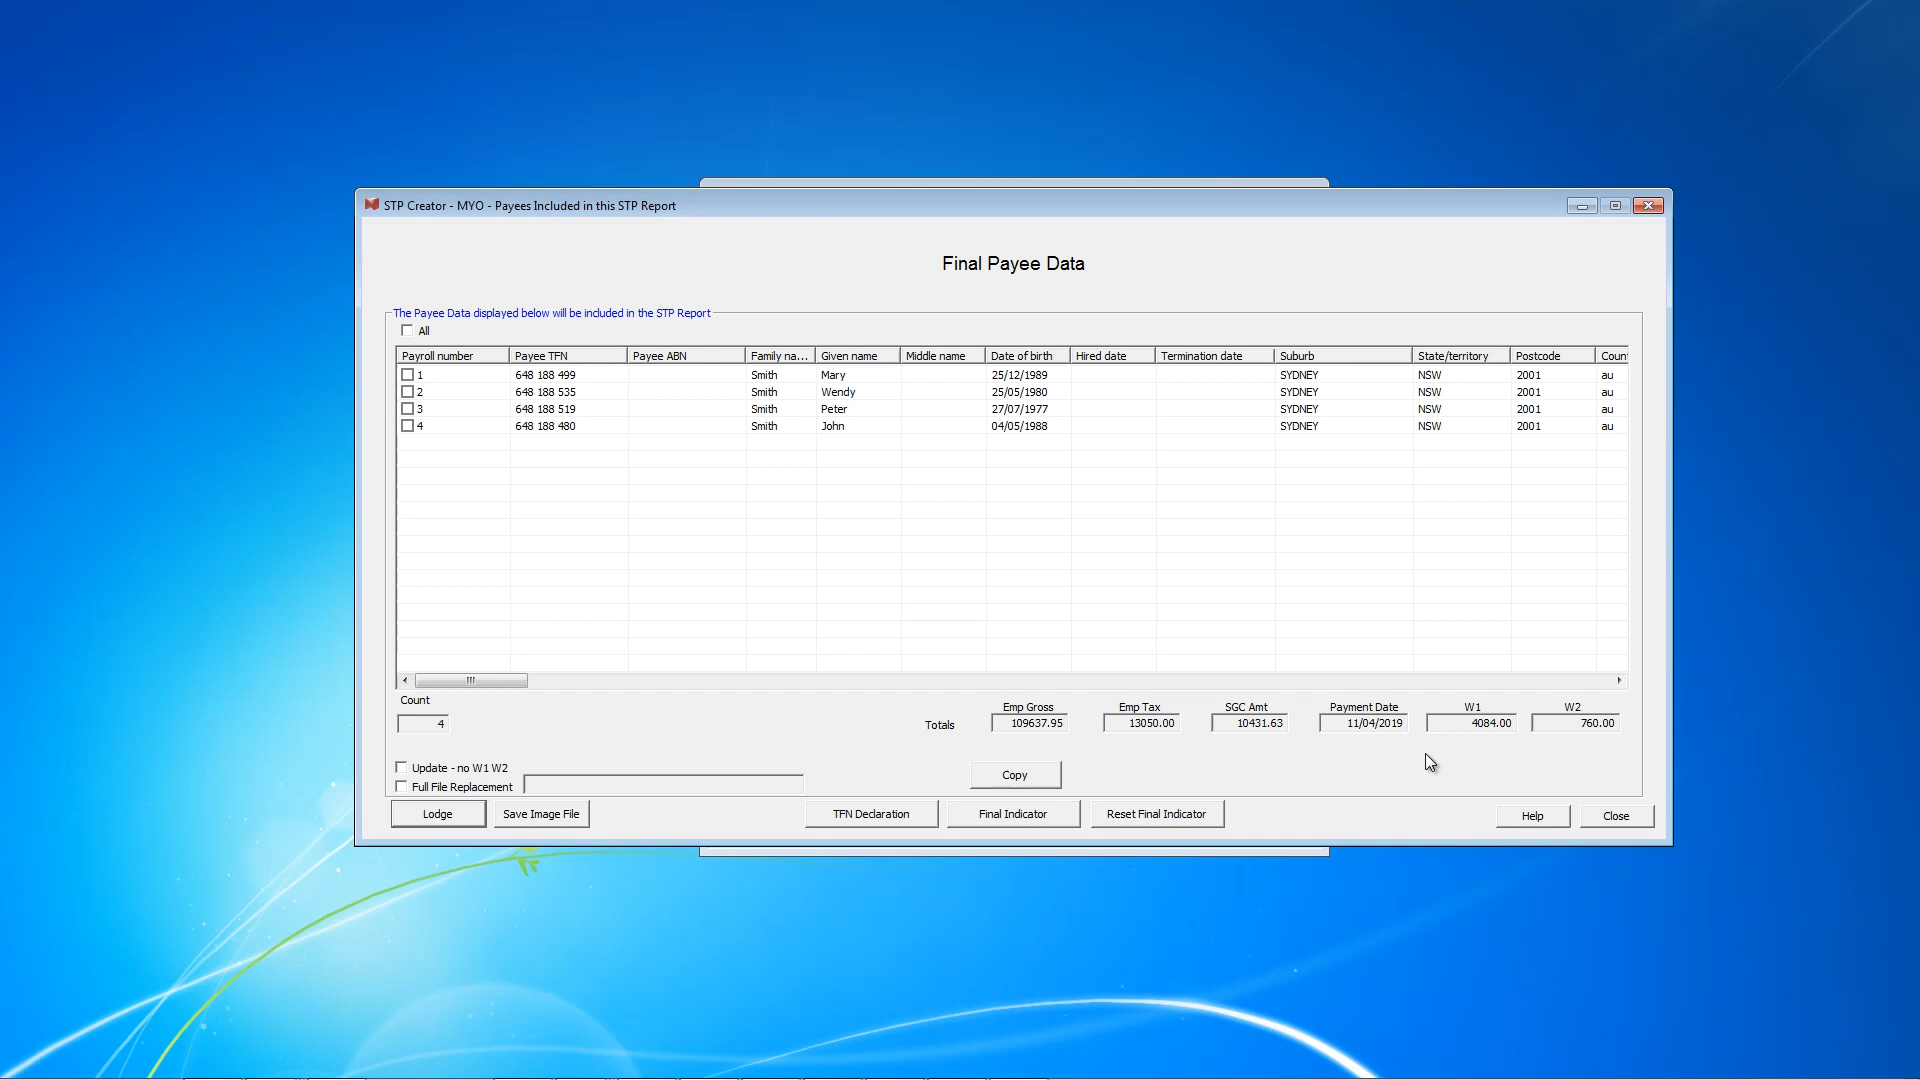 STP Creator - MYO - Payees Included in this STP Report
Final Payee Data
The Payee Data displayed below will be included in the STP Report
All
Payroll number Payee TFN Payee ABN Family na... Given name Middle name Date of birth Hired date Termination date Suburb State/territory Postcode Coun
1 648 188 499 Smith Mary 25/12/1989 SYDNEY NSW 2001 au
2 648 188 535 Smith Wendy 25/05/1980 SYDNEY NSW 2001 au
3 648 188 519 Smith Peter 27/07/1977 SYDNEY NSW 2001 au
4 648 188 480 Smith John 04/05/1988 SYDNEY NSW 2001 au
Count
4
Emp Gross Emp Tax SGC Amt Payment Date W1 W2
Totals 109637.95 13050.00 10431.63 11/04/2019 4084.00 760.00
Update - no W1 W2
Full File Replacement
Copy
Lodge Save Image File TFN Declaration Final Indicator Reset Final Indicator Help Close